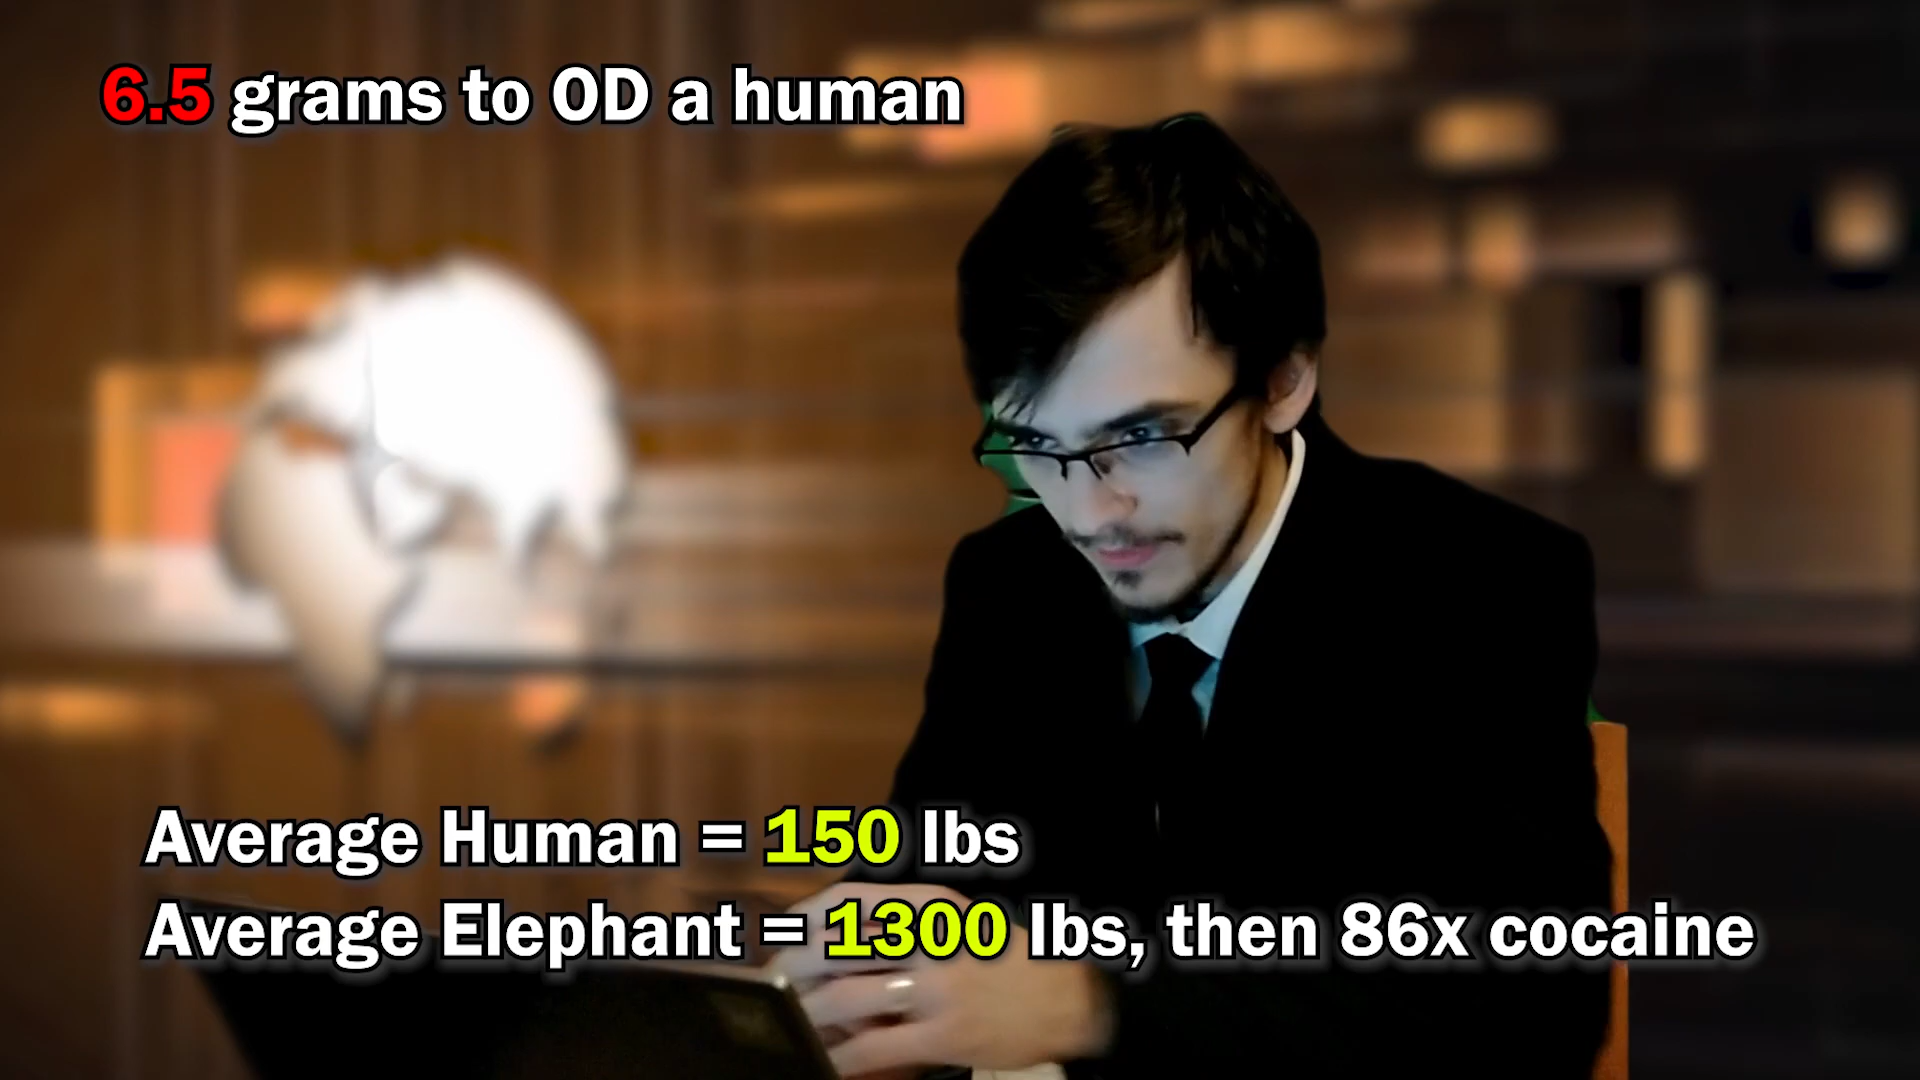 6.5 grams to OD a human
Average Human = 150 lbs
Average Elephant = 1300 lbs, then 86x cocaine